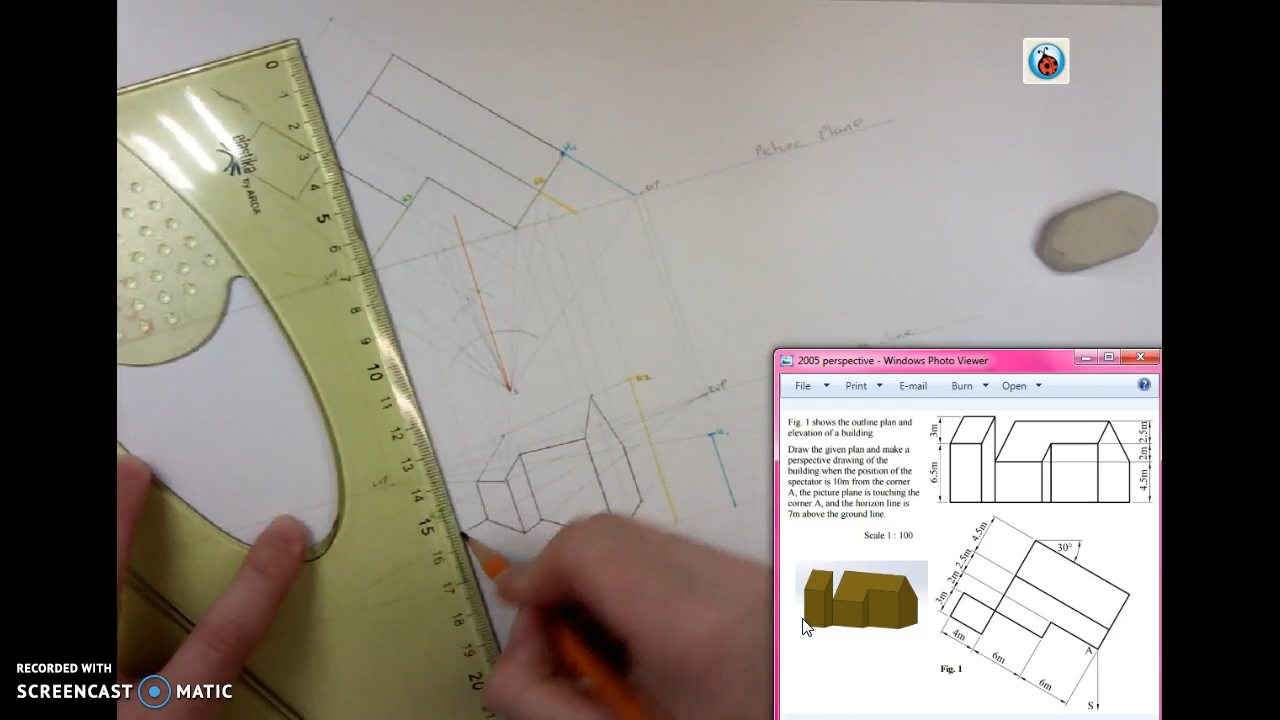 0
1
2
3
4
5
6
7
8
9
10
11
12
13
14
15
16
17
18
19
20
plastika
by ARDA
Picture Plane
S
2005 perspective - Windows Photo Viewer
File Print E-mail Burn Open
Fig. 1 shows the outline plan and
elevation of a building
Draw the given plan and make a
perspective drawing of the
building when the position of the
spectator is 10m from the corner
A, the picture plane is touching the
corner A, and the horizon line is
7m above the ground line.
Scale 1 : 100
3m
6.5m
2.5m
2m
4.5m
4.5m
2.5m
2m
3m
30°
4m
6m
6m
A
S
Fig. 1
RECORDED WITH
SCREENCAST MATIC